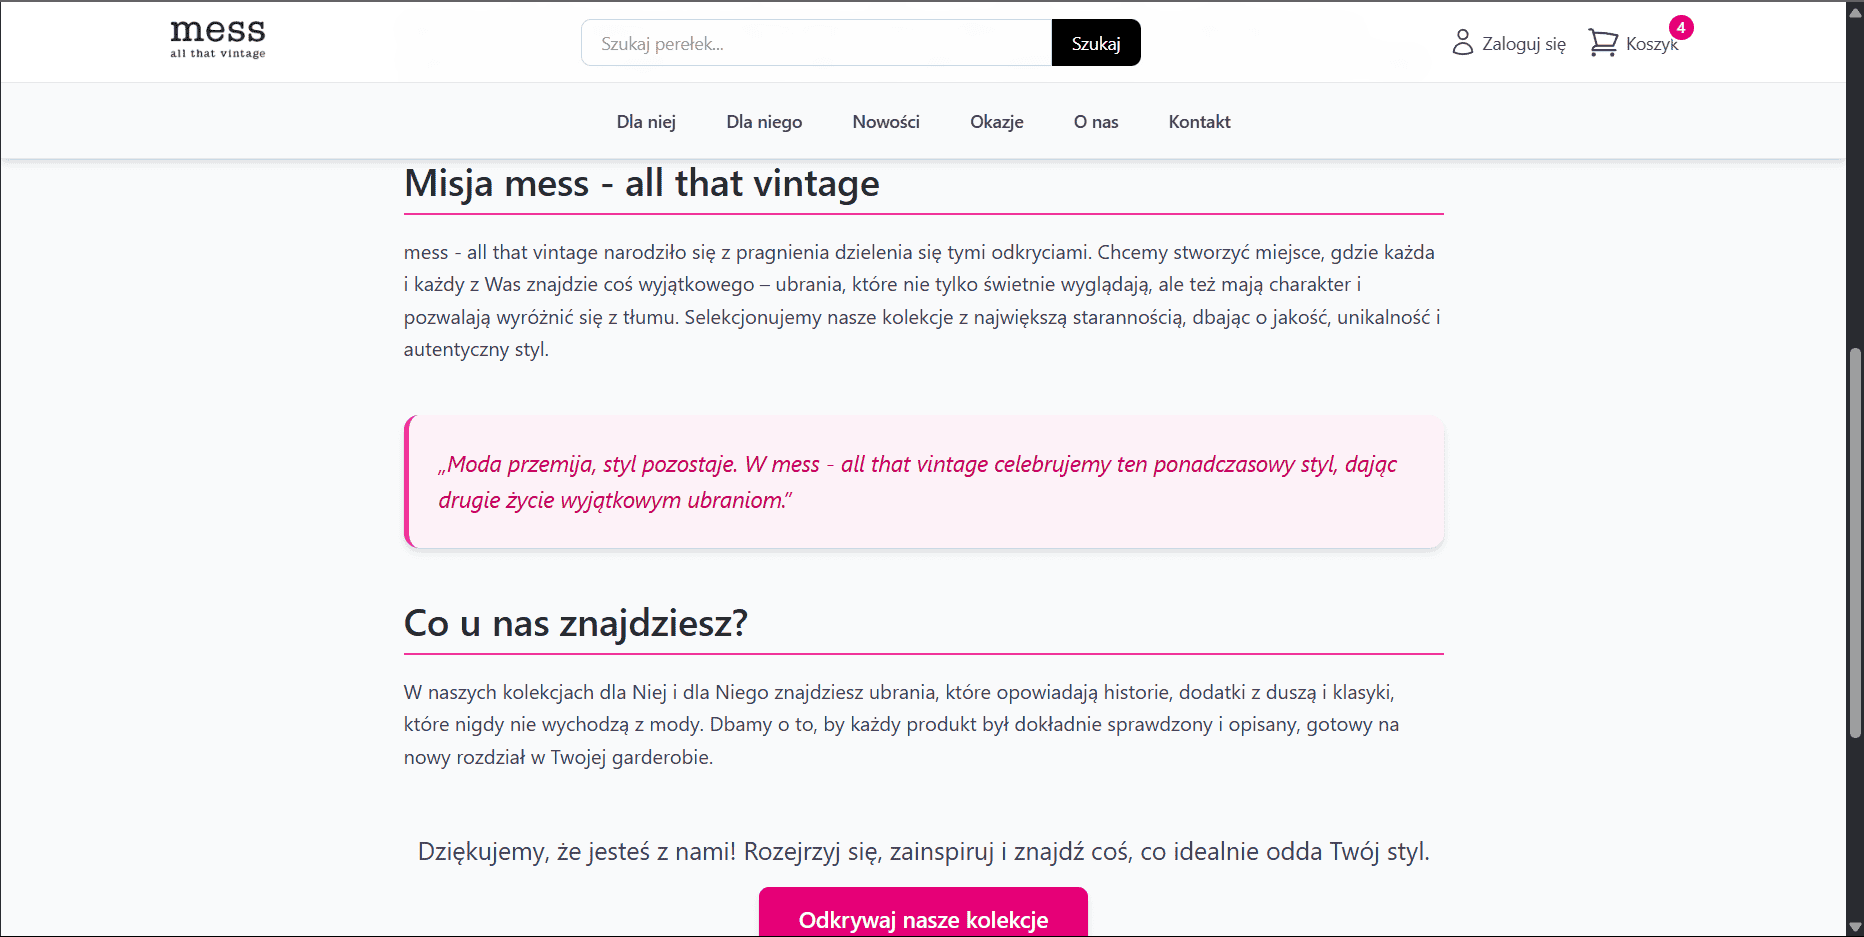 mess
all that vintage
Szukaj perełek...
Szukaj
Zaloguj się
Koszyk
4
Dla niej
Dla niego
Nowości
Okazje
O nas
Kontakt
Misja mess - all that vintage
mess - all that vintage narodziło się z pragnienia dzielenia się tymi odkryciami. Chcemy stworzyć miejsce, gdzie każda
i każdy z Was znajdzie coś wyjątkowego – ubrania, które nie tylko świetnie wyglądają, ale też mają charakter i
pozwalają wyróżnić się z tłumu. Selekcjonujemy nasze kolekcje z największą starannością, dbając o jakość, unikalność i
autentyczny styl.
„Moda przemija, styl pozostaje. W mess - all that vintage celebrujemy ten ponadczasowy styl, dając
drugie życie wyjątkowym ubraniom.”
Co u nas znajdziesz?
W naszych kolekcjach dla Niej i dla Niego znajdziesz ubrania, które opowiadają historie, dodatki z duszą i klasyki,
które nigdy nie wychodzą z mody. Dbamy o to, by każdy produkt był dokładnie sprawdzony i opisany, gotowy na
nowy rozdział w Twojej garderobie.
Dziękujemy, że jesteś z nami! Rozejrzyj się, zainspiruj i znajdź coś, co idealnie odda Twój styl.
Odkrywaj nasze kolekcje